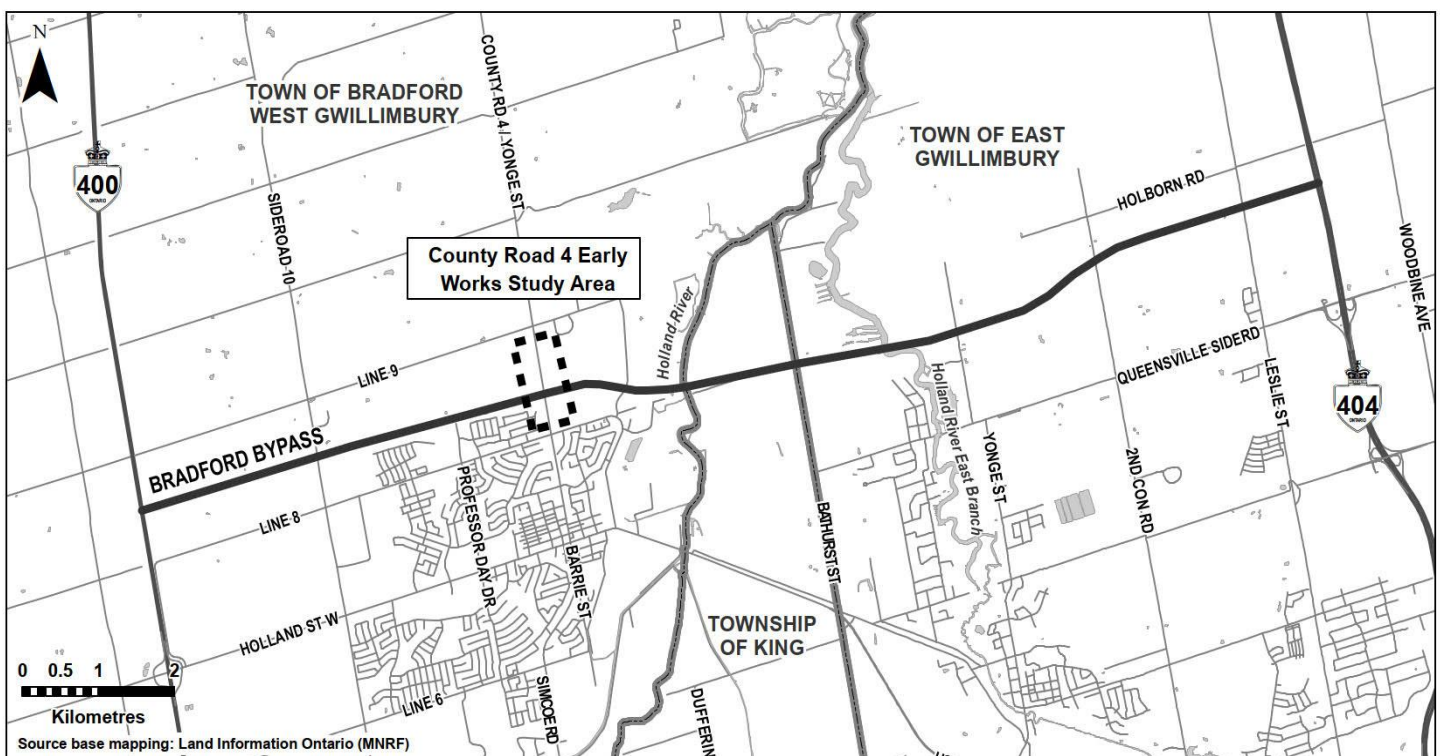 N
TOWN OF BRADFORD
WEST GWILLIMBURY
COUNTY RD 4 / YONGE ST
TOWN OF EAST
GWILLIMBURY
400
ONTARIO
SIDEROAD 10
HOLBORN RD
WOODBINE AVE
County Road 4 Early
Works Study Area
Holland River
LINE 9
QUEENSVILLE SIDERD
LESLIE ST
404
ONTARIO
BRADFORD BYPASS
Holland River East Branch
YONGE ST
2ND CON RD
PROFESSOR DAY DR
LINE 8
BATHURST ST
BARRIE ST
HOLLAND ST W
TOWNSHIP
OF KING
0 0.5 1 2
Kilometres
LINE 6
SIMCOE RD
DUFFERIN
Source base mapping: Land Information Ontario (MNRF)